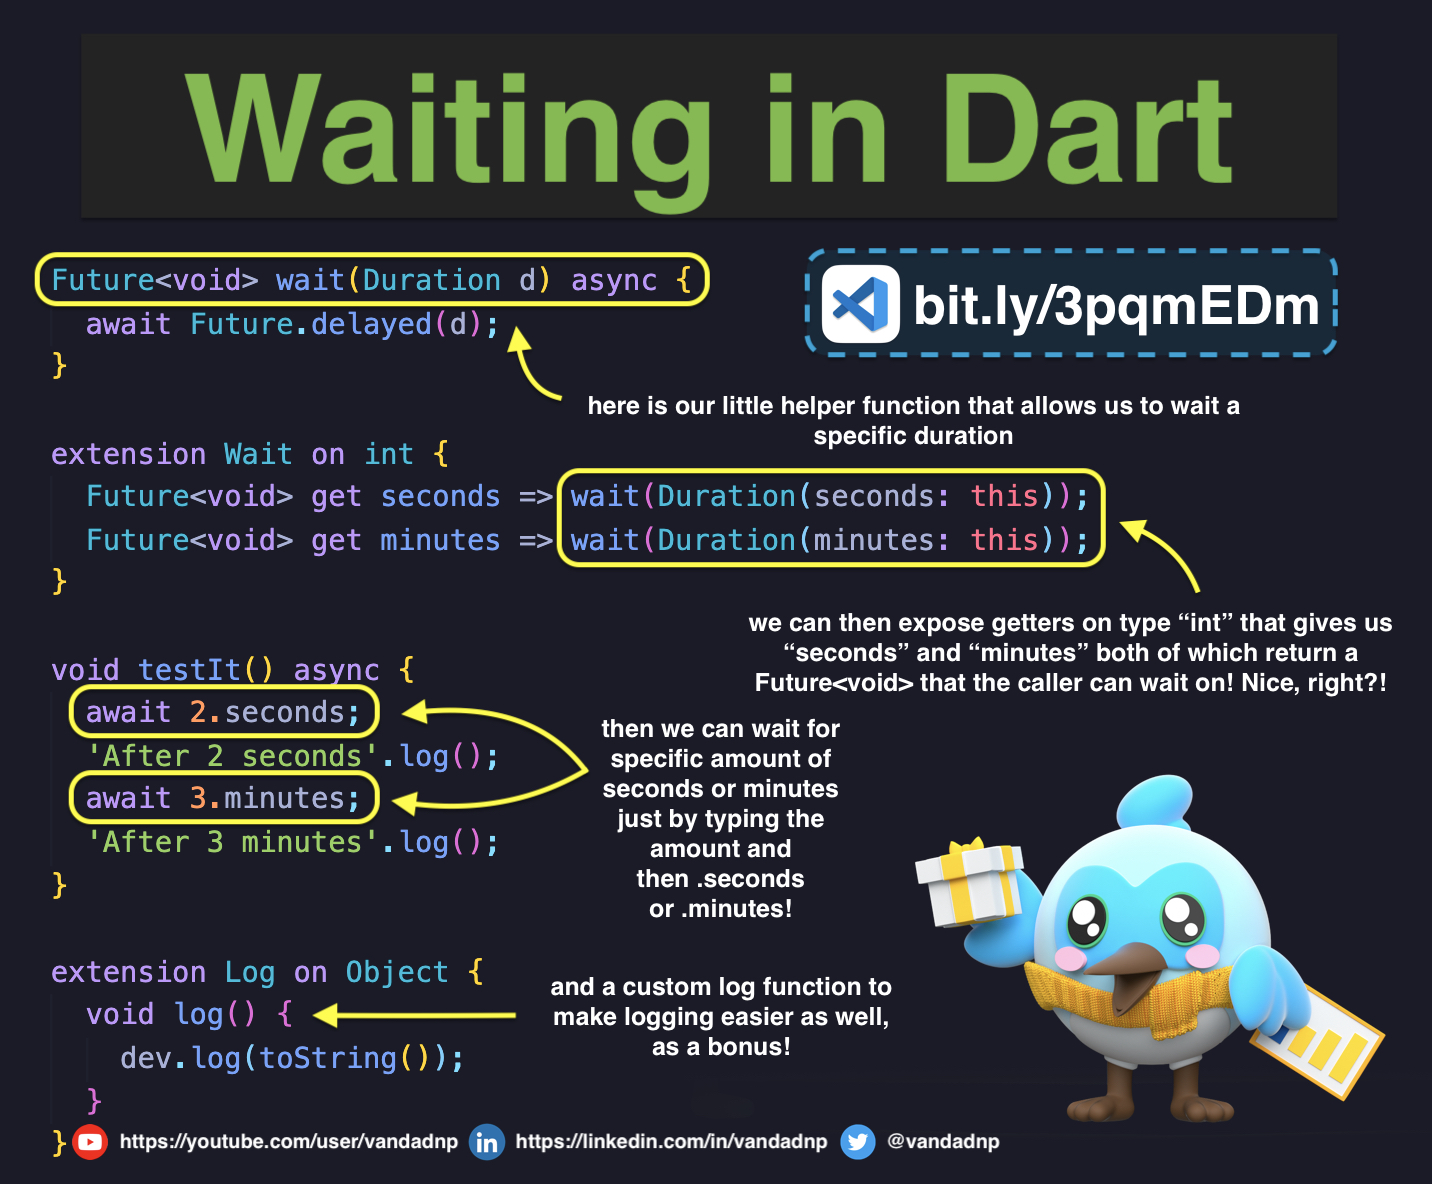 Waiting in Dart
Future<void> wait(Duration d) async {
await Future.delayed(d);
}
bit.ly/3pqmEDm
here is our little helper function that allows us to wait a
specific duration
extension Wait on int {
Future<void> get seconds => wait(Duration(seconds: this));
Future<void> get minutes => wait(Duration(minutes: this));
}
we can then expose getters on type “int” that gives us
“seconds” and “minutes” both of which return a
Future<void> that the caller can wait on! Nice, right?!
void testIt() async {
await 2.seconds;
'After 2 seconds'.log();
await 3.minutes;
'After 3 minutes'.log();
}
then we can wait for
specific amount of
seconds or minutes
just by typing the
amount and
then .seconds
or .minutes!
extension Log on Object {
void log() {
dev.log(toString());
}
}
and a custom log function to
make logging easier as well,
as a bonus!
https://youtube.com/user/vandadnp
https://linkedin.com/in/vandadnp
@vandadnp